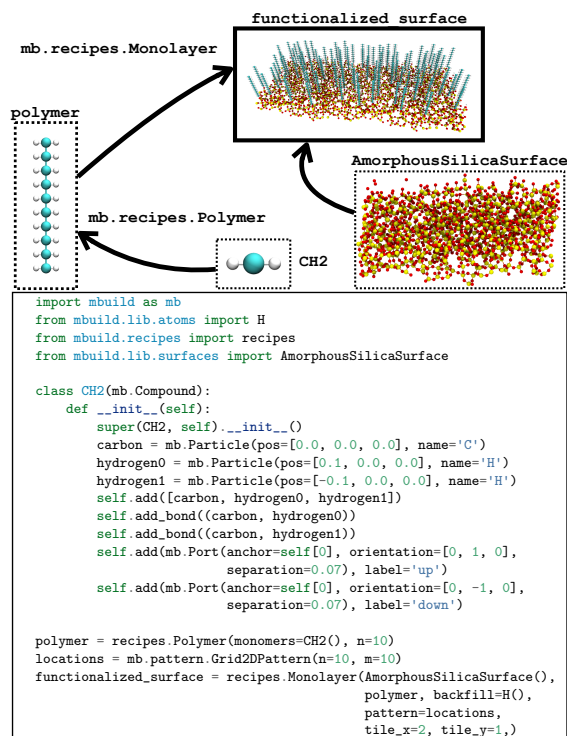 functionalized surface
mb.recipes.Monolayer
polymer
AmorphousSilicaSurface
mb.recipes.Polymer
CH2
import mbuild as mb
from mbuild.lib.atoms import H
from mbuild.recipes import recipes
from mbuild.lib.surfaces import AmorphousSilicaSurface
class CH2(mb.Compound):
    def __init__(self):
        super(CH2, self).__init__()
        carbon = mb.Particle(pos=[0.0, 0.0, 0.0], name='C')
        hydrogen0 = mb.Particle(pos=[0.1, 0.0, 0.0], name='H')
        hydrogen1 = mb.Particle(pos=[-0.1, 0.0, 0.0], name='H')
        self.add([carbon, hydrogen0, hydrogen1])
        self.add_bond((carbon, hydrogen0))
        self.add_bond((carbon, hydrogen1))
        self.add(mb.Port(anchor=self[0], orientation=[0, 1, 0],
                         separation=0.07), label='up')
        self.add(mb.Port(anchor=self[0], orientation=[0, -1, 0],
                         separation=0.07), label='down')
polymer = recipes.Polymer(monomers=CH2(), n=10)
locations = mb.pattern.Grid2DPattern(n=10, m=10)
functionalized_surface = recipes.Monolayer(AmorphousSilicaSurface(),
                                           polymer, backfill=H(),
                                           pattern=locations,
                                           tile_x=2, tile_y=1,)